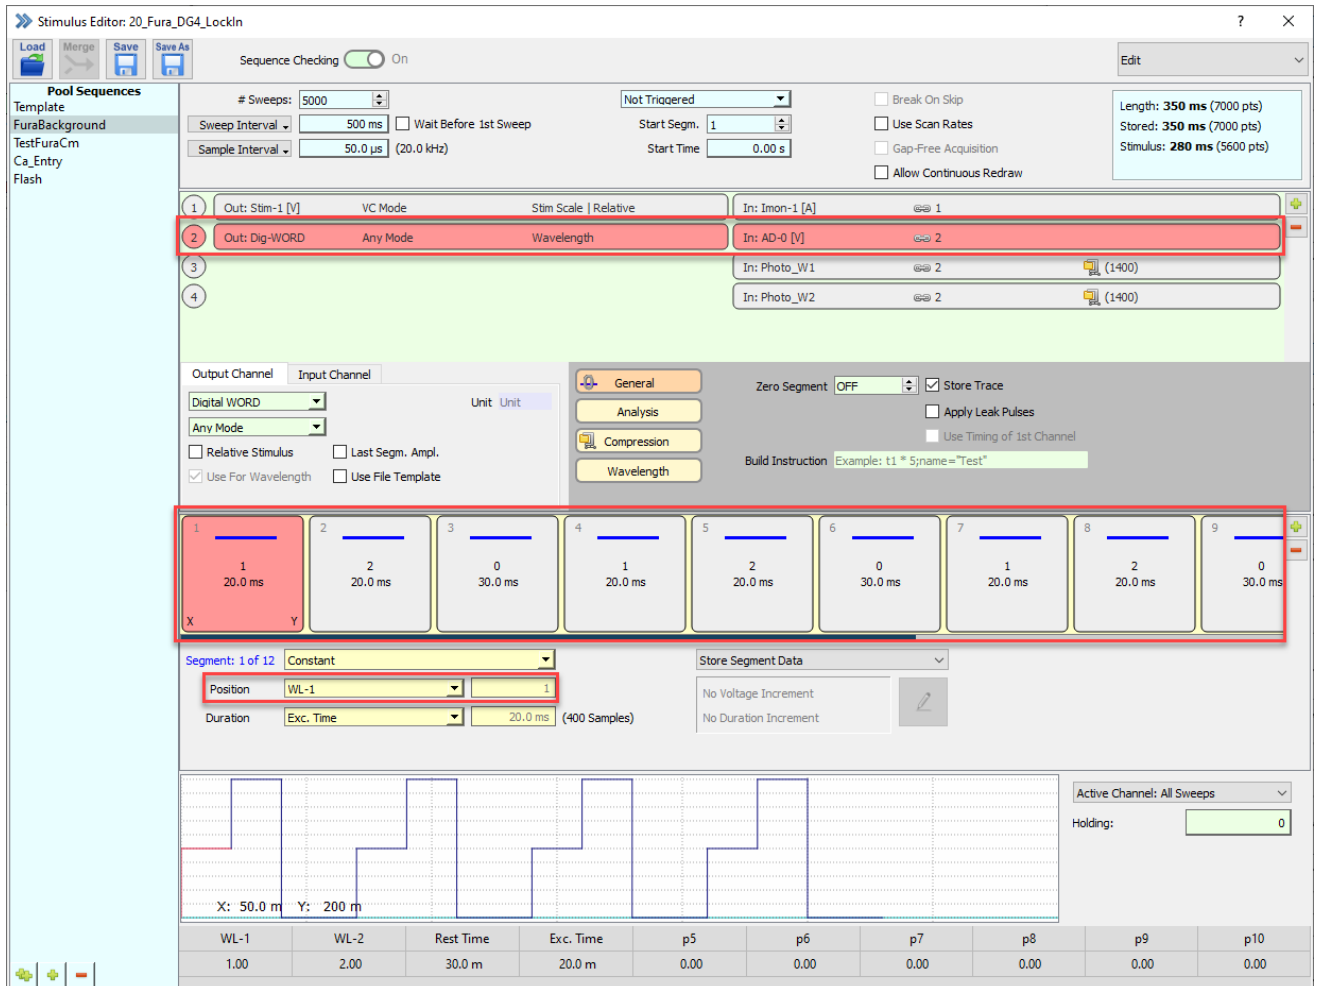 Stimulus Editor: 20_Fura_DG4_LockIn
? ×
Load Merge Save Save As
Sequence Checking On
Edit
Pool Sequences
Template
FuraBackground
TestFuraCm
Ca_Entry
Flash
# Sweeps: 5000
Not Triggered
Break On Skip
Sweep Interval 500 ms Wait Before 1st Sweep
Start Segm. 1
Use Scan Rates
Sample Interval 50.0 µs (20.0 kHz)
Start Time 0.00 s
Gap-Free Acquisition
Allow Continuous Redraw
Length: 350 ms (7000 pts)
Stored: 350 ms (7000 pts)
Stimulus: 280 ms (5600 pts)
1 Out: Stim-1 [V] VC Mode Stim Scale | Relative In: Imon-1 [A] 1
2 Out: Dig-WORD Any Mode Wavelength In: AD-0 [V] 2
3 In: Photo_W1 2 (1400)
4 In: Photo_W2 2 (1400)
Output Channel Input Channel
Digital WORD Unit Unit
Any Mode
Relative Stimulus Last Segm. Ampl.
Use For Wavelength Use File Template
General
Analysis
Compression
Wavelength
Zero Segment OFF Store Trace
Apply Leak Pulses
Use Timing of 1st Channel
Build Instruction Example: t1 * 5;name="Test"
1 2 3 4 5 6 7 8 9
1 2 0 1 2 0 1 2 0
20.0 ms 20.0 ms 30.0 ms 20.0 ms 20.0 ms 30.0 ms 20.0 ms 20.0 ms 30.0 ms
X Y
Segment: 1 of 12 Constant Store Segment Data
Position WL-1 1
Duration Exc. Time 20.0 ms (400 Samples)
No Voltage Increment
No Duration Increment
Active Channel: All Sweeps
Holding: 0
X: 50.0 m Y: 200 m
WL-1 WL-2 Rest Time Exc. Time p5 p6 p7 p8 p9 p10
1.00 2.00 30.0 m 20.0 m 0.00 0.00 0.00 0.00 0.00 0.00